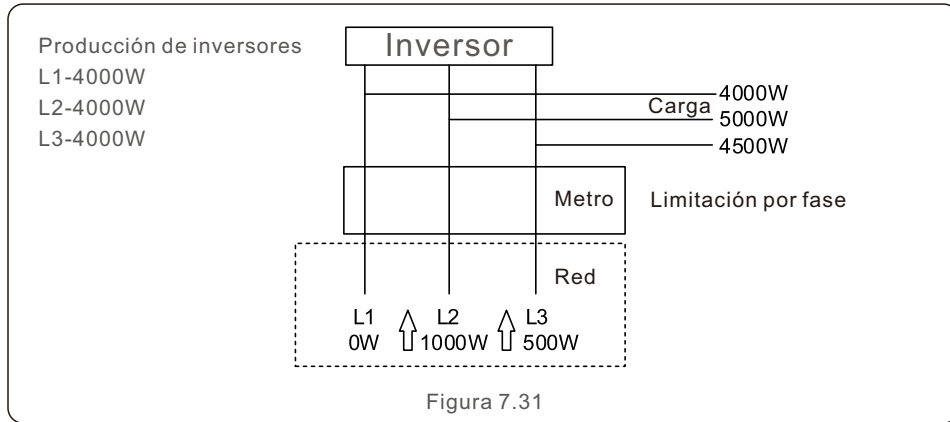 Producción de inversores
L1-4000W
L2-4000W
L3-4000W
Inversor
Carga
4000W
5000W
4500W
Metro
Limitación por fase
Red
L1 L2 L3
0W 1000W 500W
Figura 7.31